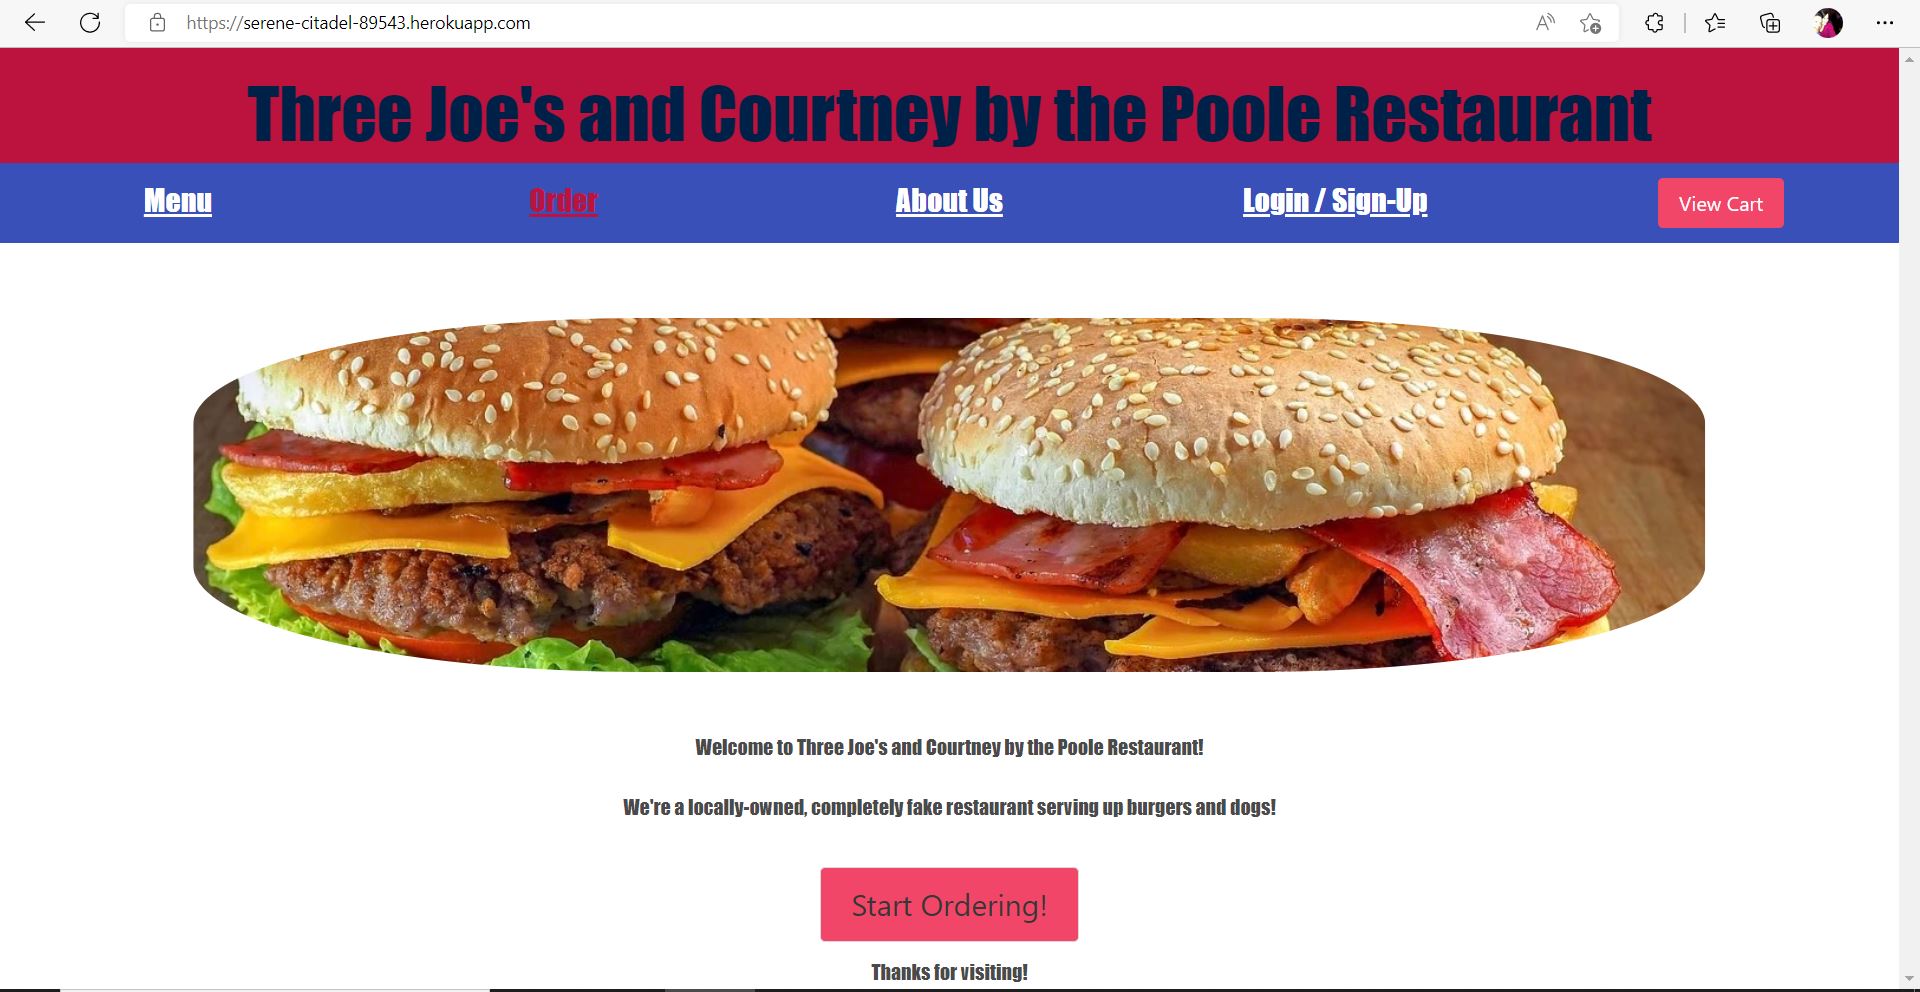 https://serene-citadel-89543.herokuapp.com
Three Joe's and Courtney by the Poole Restaurant
Menu Order About Us Login / Sign-Up View Cart
Welcome to Three Joe's and Courtney by the Poole Restaurant!
We're a locally-owned, completely fake restaurant serving up burgers and dogs!
Start Ordering!
Thanks for visiting!